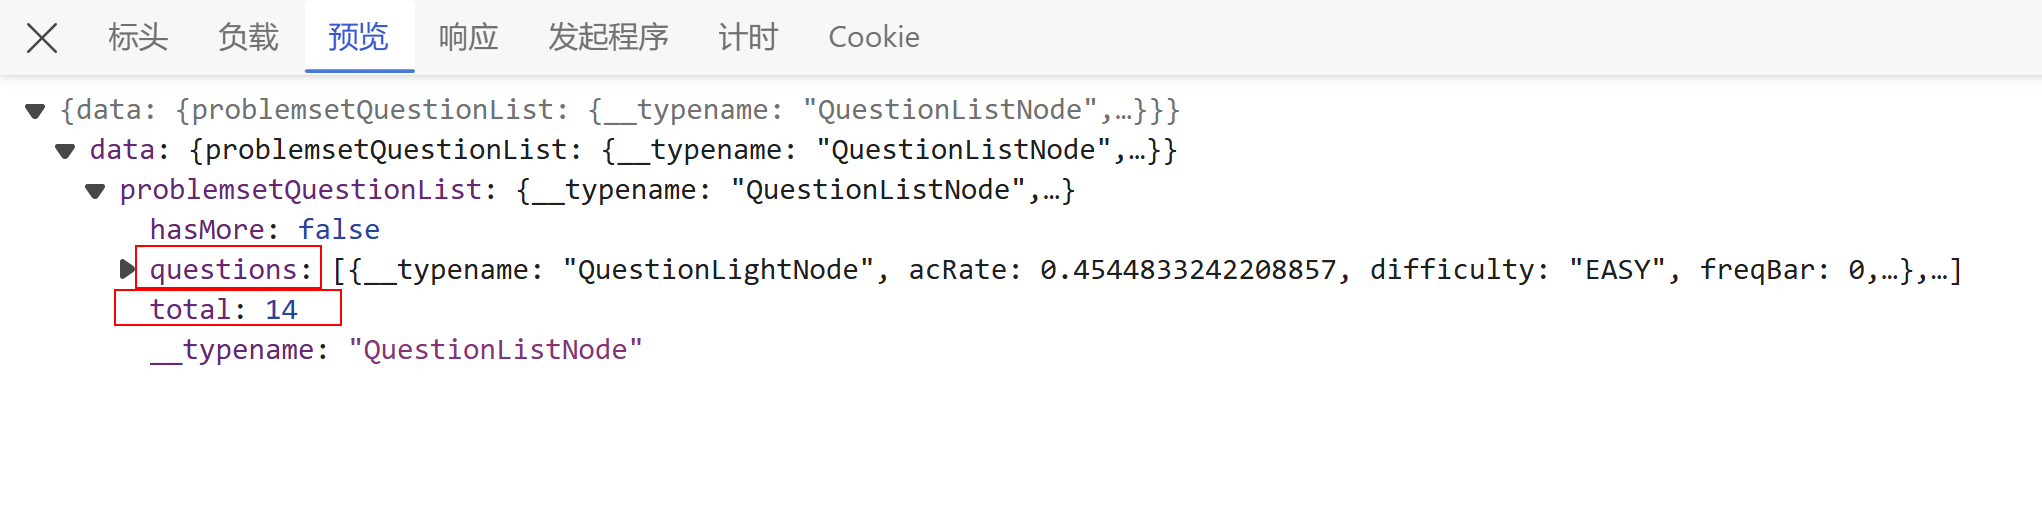 标头 负载 预览 响应 发起程序 计时 Cookie
{data: {problemsetQuestionList: {__typename: "QuestionListNode",…}}}
data: {problemsetQuestionList: {__typename: "QuestionListNode",…}}
problemsetQuestionList: {__typename: "QuestionListNode",…}
hasMore: false
questions: [{__typename: "QuestionLightNode", acRate: 0.4544833242208857, difficulty: "EASY", freqBar: 0,…},…]
total: 14
__typename: "QuestionListNode"